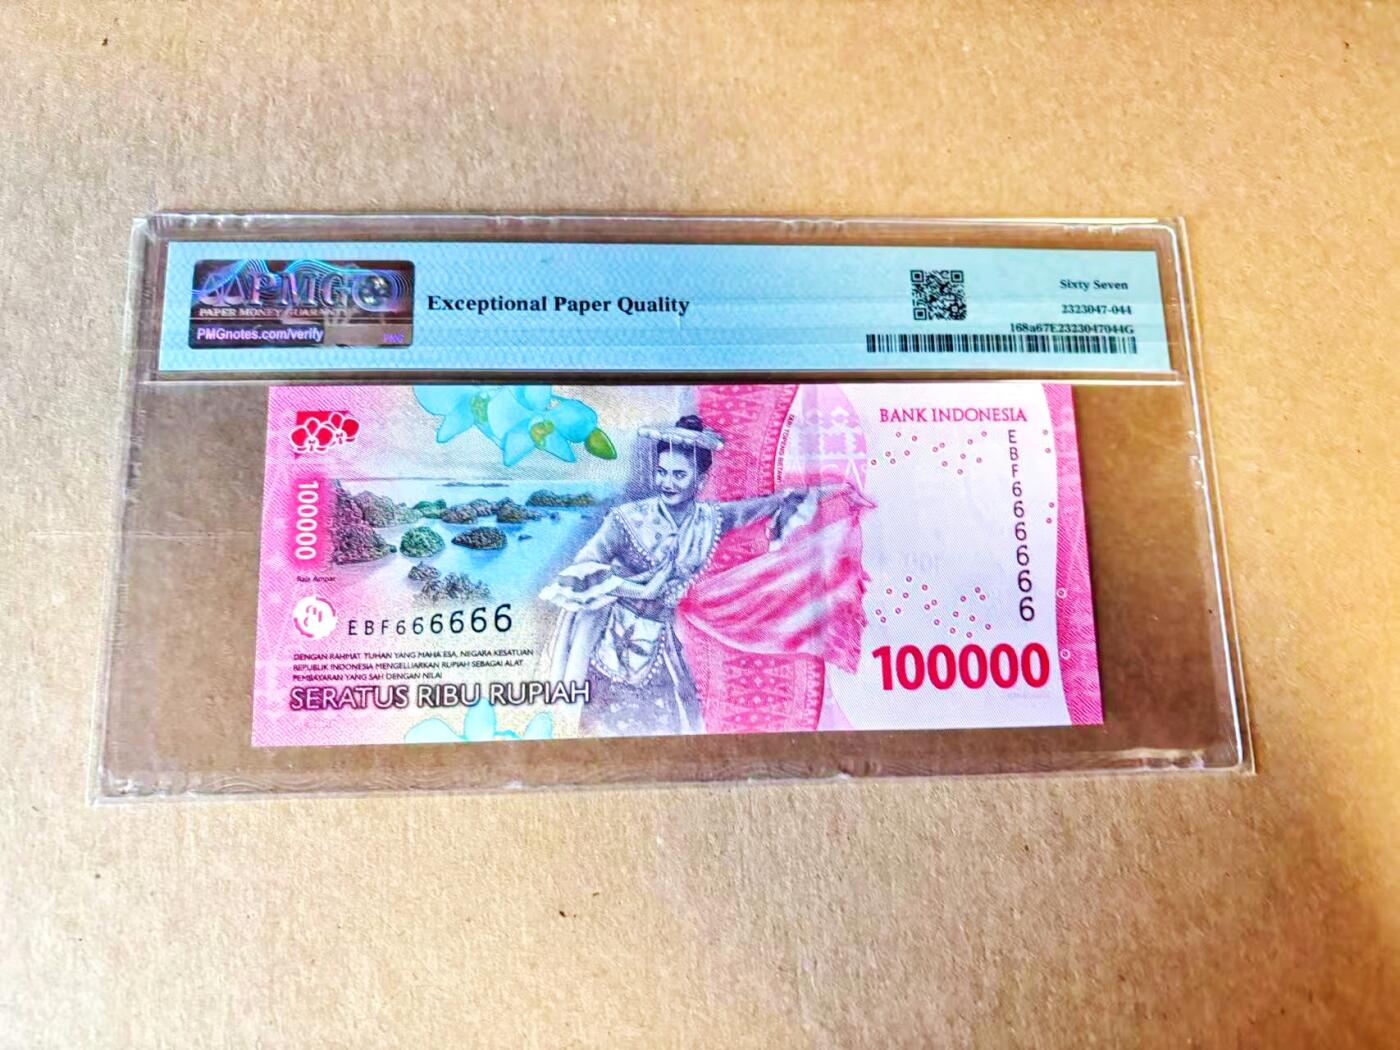 PMG
PAPER MONEY GUARANTY
PMGnotes.com/verify
Exceptional Paper Quality
Sixty Seven
2323047-044
168a67E2323047044G
BANK INDONESIA
EBF666666
100000
Raja Ampat
EBF666666
DENGAN RAHMAT TUHAN YANG MAHA ESA, NEGARA KESATUAN
REPUBLIK INDONESIA MENGELUARKAN RUPIAH SEBAGAI ALAT
PEMBAYARAN YANG SAH DENGAN NILAI
SERATUS RIBU RUPIAH
100000